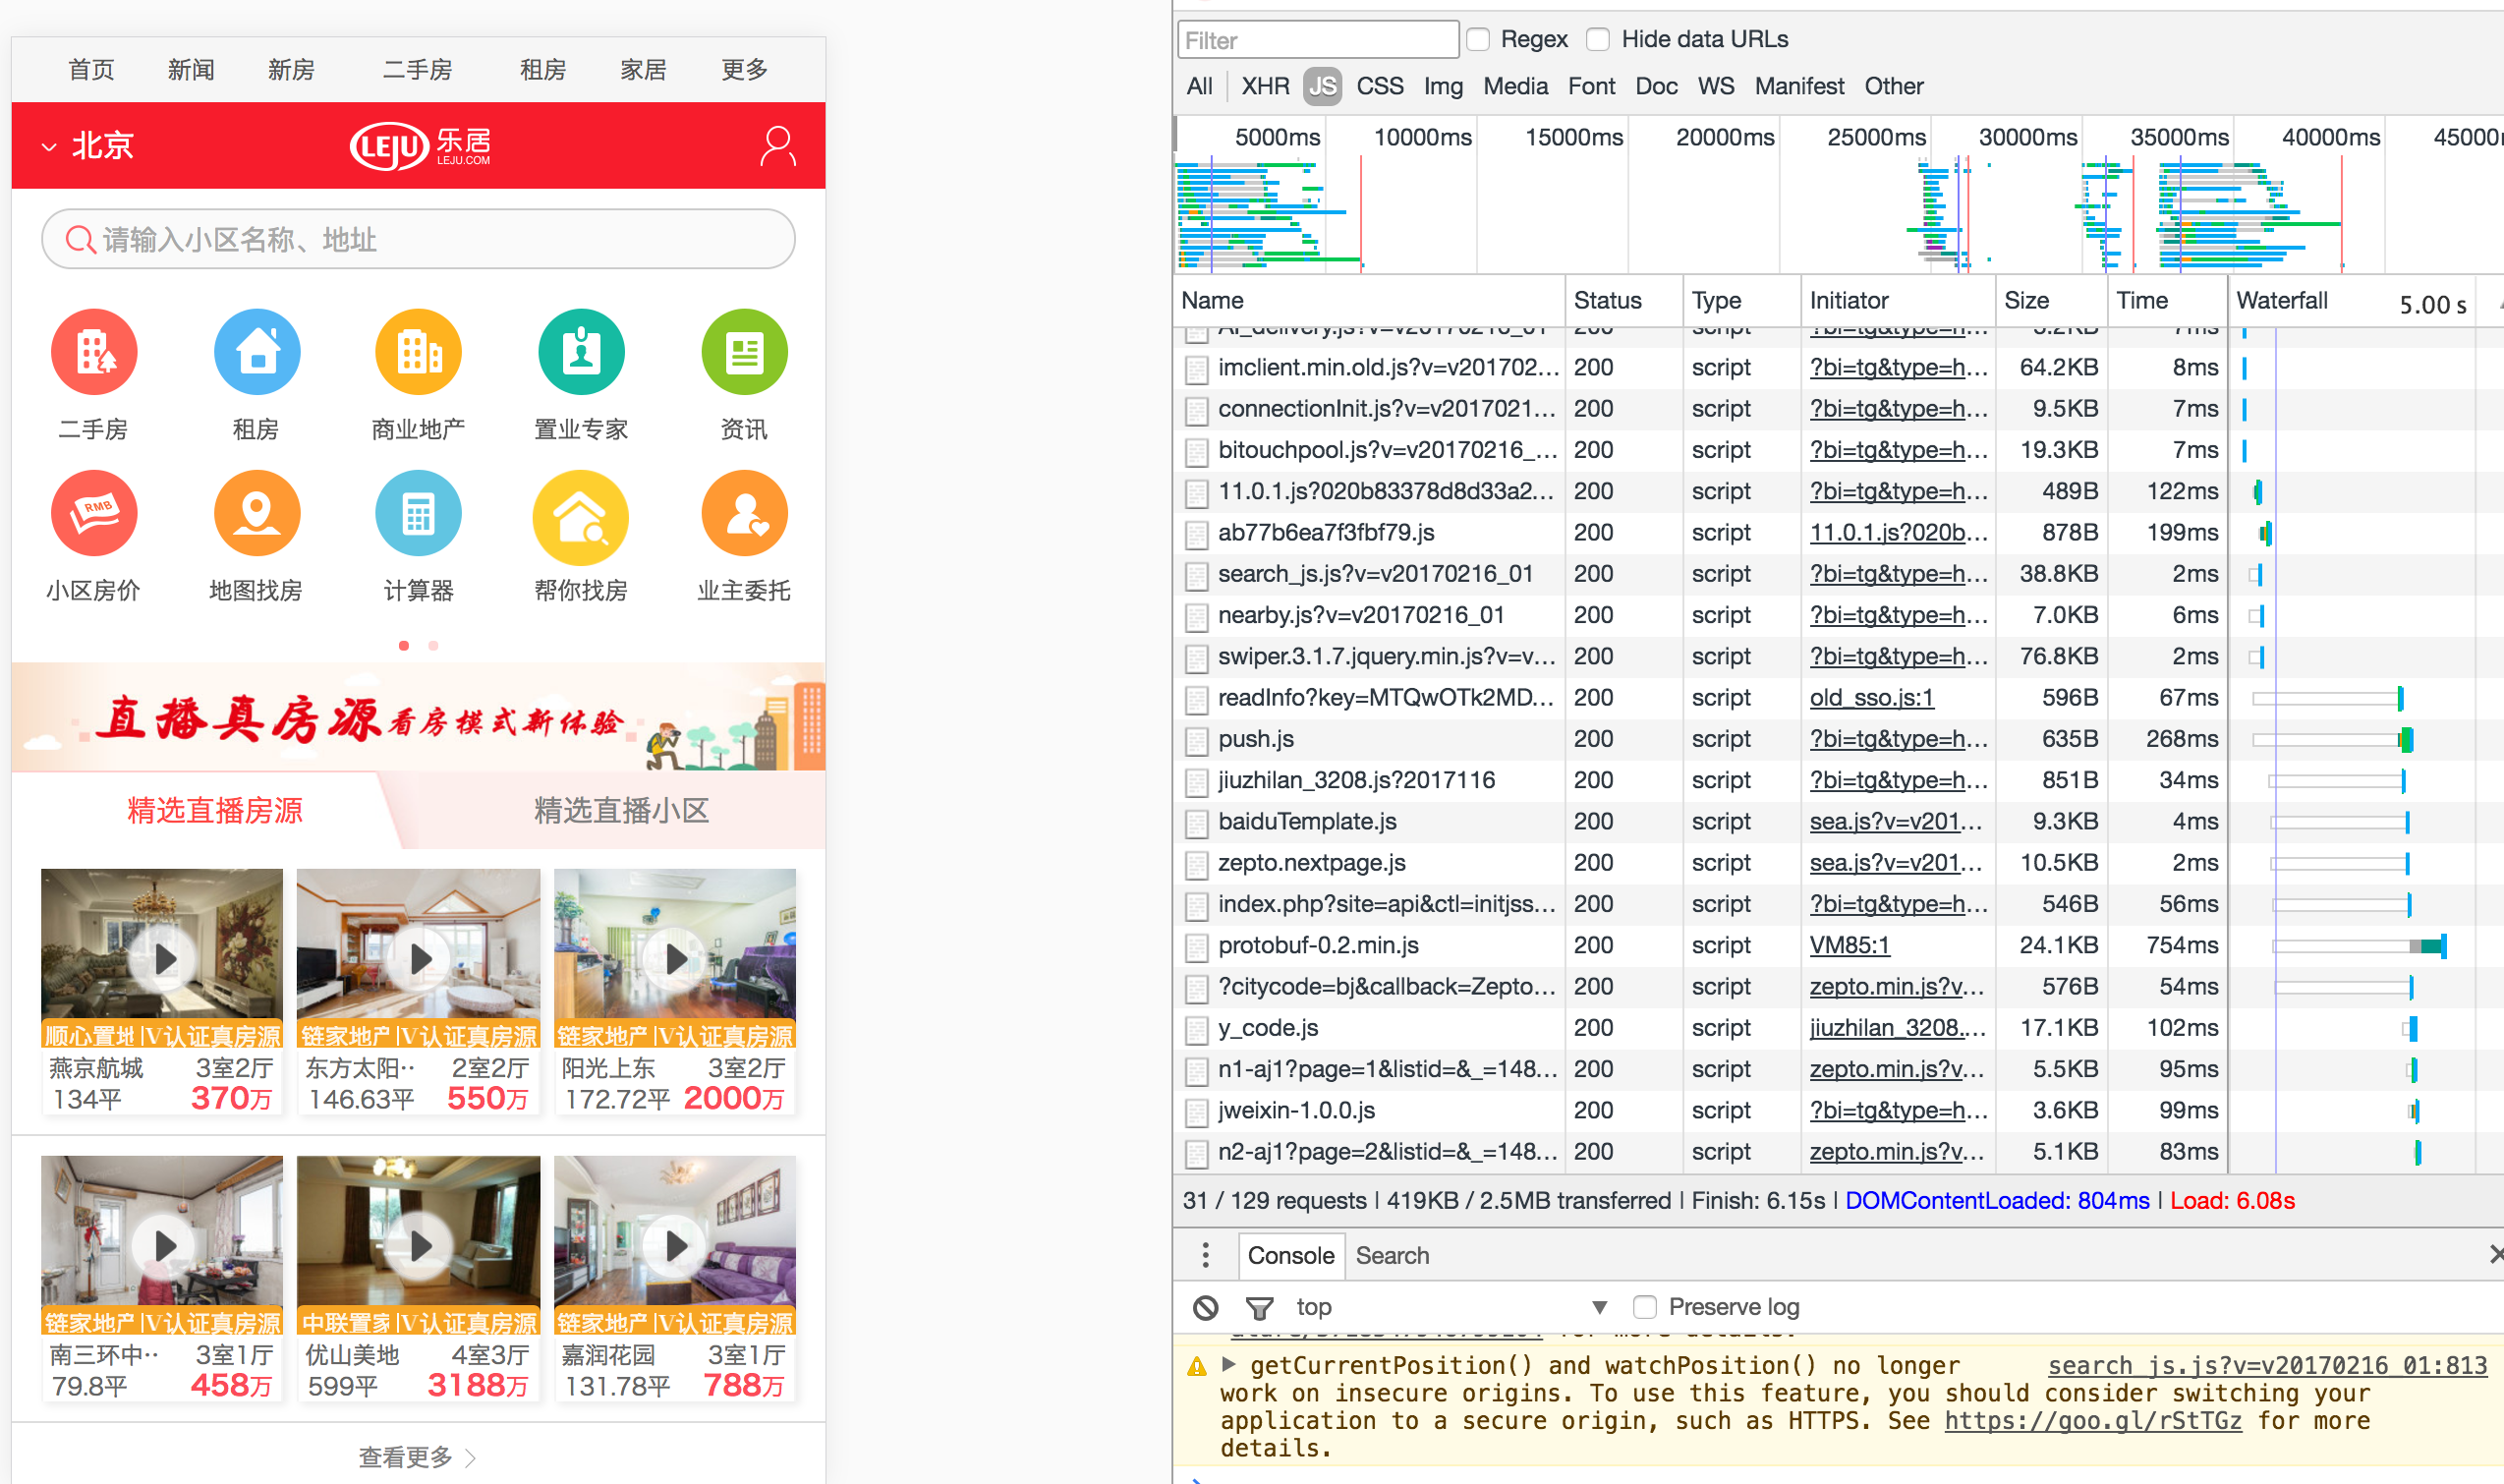 首页 新闻 新房 二手房 租房 家居 更多
北京 LEJU 乐居 LEJU.COM
请输入小区名称、地址
二手房 租房 商业地产 置业专家 资讯
RMB
小区房价 地图找房 计算器 帮你找房 业主委托
直播真房源 看房模式新体验
精选直播房源 精选直播小区
顺心置地 |V认证真房源 链家地产 |V认证真房源 链家地产 |V认证真房源
燕京航城 3室2厅 东方太阳·· 2室2厅 阳光上东 3室2厅
134平 370万 146.63平 550万 172.72平 2000万
链家地产 |V认证真房源 中联置家 |V认证真房源 链家地产 |V认证真房源
南三环中·· 3室1厅 优山美地 4室3厅 嘉润花园 3室1厅
79.8平 458万 599平 3188万 131.78平 788万
查看更多
Filter Regex Hide data URLs
All XHR JS CSS Img Media Font Doc WS Manifest Other
5000ms 10000ms 15000ms 20000ms 25000ms 30000ms 35000ms 40000ms 45000
Name Status Type Initiator Size Time Waterfall 5.00 s
imclient.min.old.js?v=v201702... 200 script ?bi=tg&type=h... 64.2KB 8ms
connectionInit.js?v=v2017021... 200 script ?bi=tg&type=h... 9.5KB 7ms
bitouchpool.js?v=v20170216_... 200 script ?bi=tg&type=h... 19.3KB 7ms
11.0.1.js?020b83378d8d33a2... 200 script ?bi=tg&type=h... 489B 122ms
ab77b6ea7f3fbf79.js 200 script 11.0.1.js?020b... 878B 199ms
search_js.js?v=v20170216_01 200 script ?bi=tg&type=h... 38.8KB 2ms
nearby.js?v=v20170216_01 200 script ?bi=tg&type=h... 7.0KB 6ms
swiper.3.1.7.jquery.min.js?v=v... 200 script ?bi=tg&type=h... 76.8KB 2ms
readInfo?key=MTQwOTk2MD... 200 script old_sso.js:1 596B 67ms
push.js 200 script ?bi=tg&type=h... 635B 268ms
jiuzhilan_3208.js?2017116 200 script ?bi=tg&type=h... 851B 34ms
baiduTemplate.js 200 script sea.js?v=v201... 9.3KB 4ms
zepto.nextpage.js 200 script sea.js?v=v201... 10.5KB 2ms
index.php?site=api&ctl=initjss... 200 script ?bi=tg&type=h... 546B 56ms
protobuf-0.2.min.js 200 script VM85:1 24.1KB 754ms
?citycode=bj&callback=Zepto... 200 script zepto.min.js?v... 576B 54ms
y_code.js 200 script jiuzhilan_3208.... 17.1KB 102ms
n1-aj1?page=1&listid=&_=148... 200 script zepto.min.js?v... 5.5KB 95ms
jweixin-1.0.0.js 200 script ?bi=tg&type=h... 3.6KB 99ms
n2-aj1?page=2&listid=&_=148... 200 script zepto.min.js?v... 5.1KB 83ms
31 / 129 requests | 419KB / 2.5MB transferred | Finish: 6.15s | DOMContentLoaded: 804ms | Load: 6.08s
Console Search
top Preserve log
getCurrentPosition() and watchPosition() no longer search_js.js?v=v20170216_01:813
work on insecure origins. To use this feature, you should consider switching your
application to a secure origin, such as HTTPS. See https://goo.gl/rStTGz for more
details.